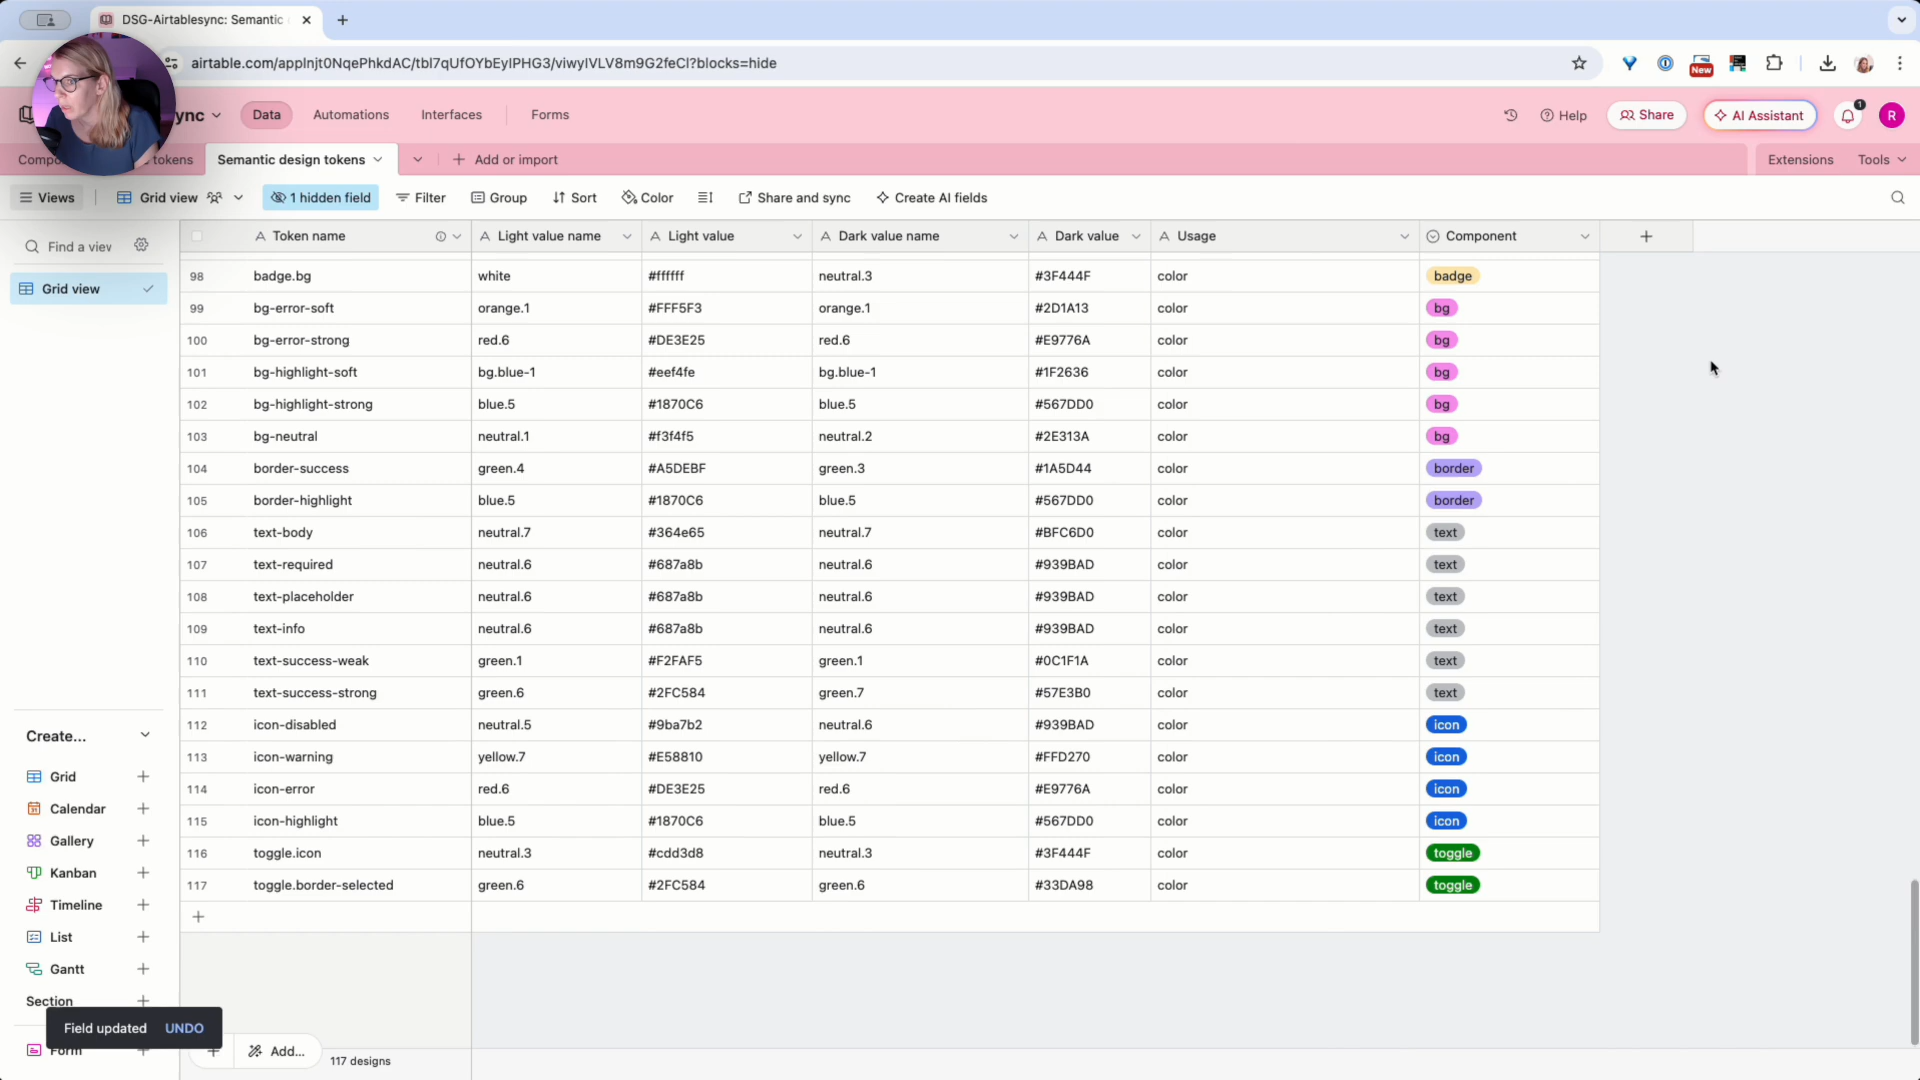 DSG-Airtablesync: Semantic
airtable.com/applnjt0NqePhkdAC/tbl7qUfOYbEyIPHG3/viwyIVLV8m9G2feCl?blocks=hide
New
ync
Data
Automations
Interfaces
Forms
Help
Share
AI Assistant
1
R
tokens
Semantic design tokens
Add or import
Extensions
Tools
Views
Grid view
1 hidden field
Filter
Group
Sort
Color
Share and sync
Create AI fields
Find a view
Grid view
Token name Light value name Light value Dark value name Dark value Usage Component
98 badge.bg white #ffffff neutral.3 #3F444F color badge
99 bg-error-soft orange.1 #FFF5F3 orange.1 #2D1A13 color bg
100 bg-error-strong red.6 #DE3E25 red.6 #E9776A color bg
101 bg-highlight-soft bg.blue-1 #eef4fe bg.blue-1 #1F2636 color bg
102 bg-highlight-strong blue.5 #1870C6 blue.5 #567DD0 color bg
103 bg-neutral neutral.1 #f3f4f5 neutral.2 #2E313A color bg
104 border-success green.4 #A5DEBF green.3 #1A5D44 color border
105 border-highlight blue.5 #1870C6 blue.5 #567DD0 color border
106 text-body neutral.7 #364e65 neutral.7 #BFC6D0 color text
107 text-required neutral.6 #687a8b neutral.6 #939BAD color text
108 text-placeholder neutral.6 #687a8b neutral.6 #939BAD color text
109 text-info neutral.6 #687a8b neutral.6 #939BAD color text
110 text-success-weak green.1 #F2FAF5 green.1 #0C1F1A color text
111 text-success-strong green.6 #2FC584 green.7 #57E3B0 color text
112 icon-disabled neutral.5 #9ba7b2 neutral.6 #939BAD color icon
113 icon-warning yellow.7 #E58810 yellow.7 #FFD270 color icon
114 icon-error red.6 #DE3E25 red.6 #E9776A color icon
115 icon-highlight blue.5 #1870C6 blue.5 #567DD0 color icon
116 toggle.icon neutral.3 #cdd3d8 neutral.3 #3F444F color toggle
117 toggle.border-selected green.6 #2FC584 green.6 #33DA98 color toggle
Create...
Grid
Calendar
Gallery
Kanban
Timeline
List
Gantt
Section
Form
Field updated UNDO
Add...
117 designs